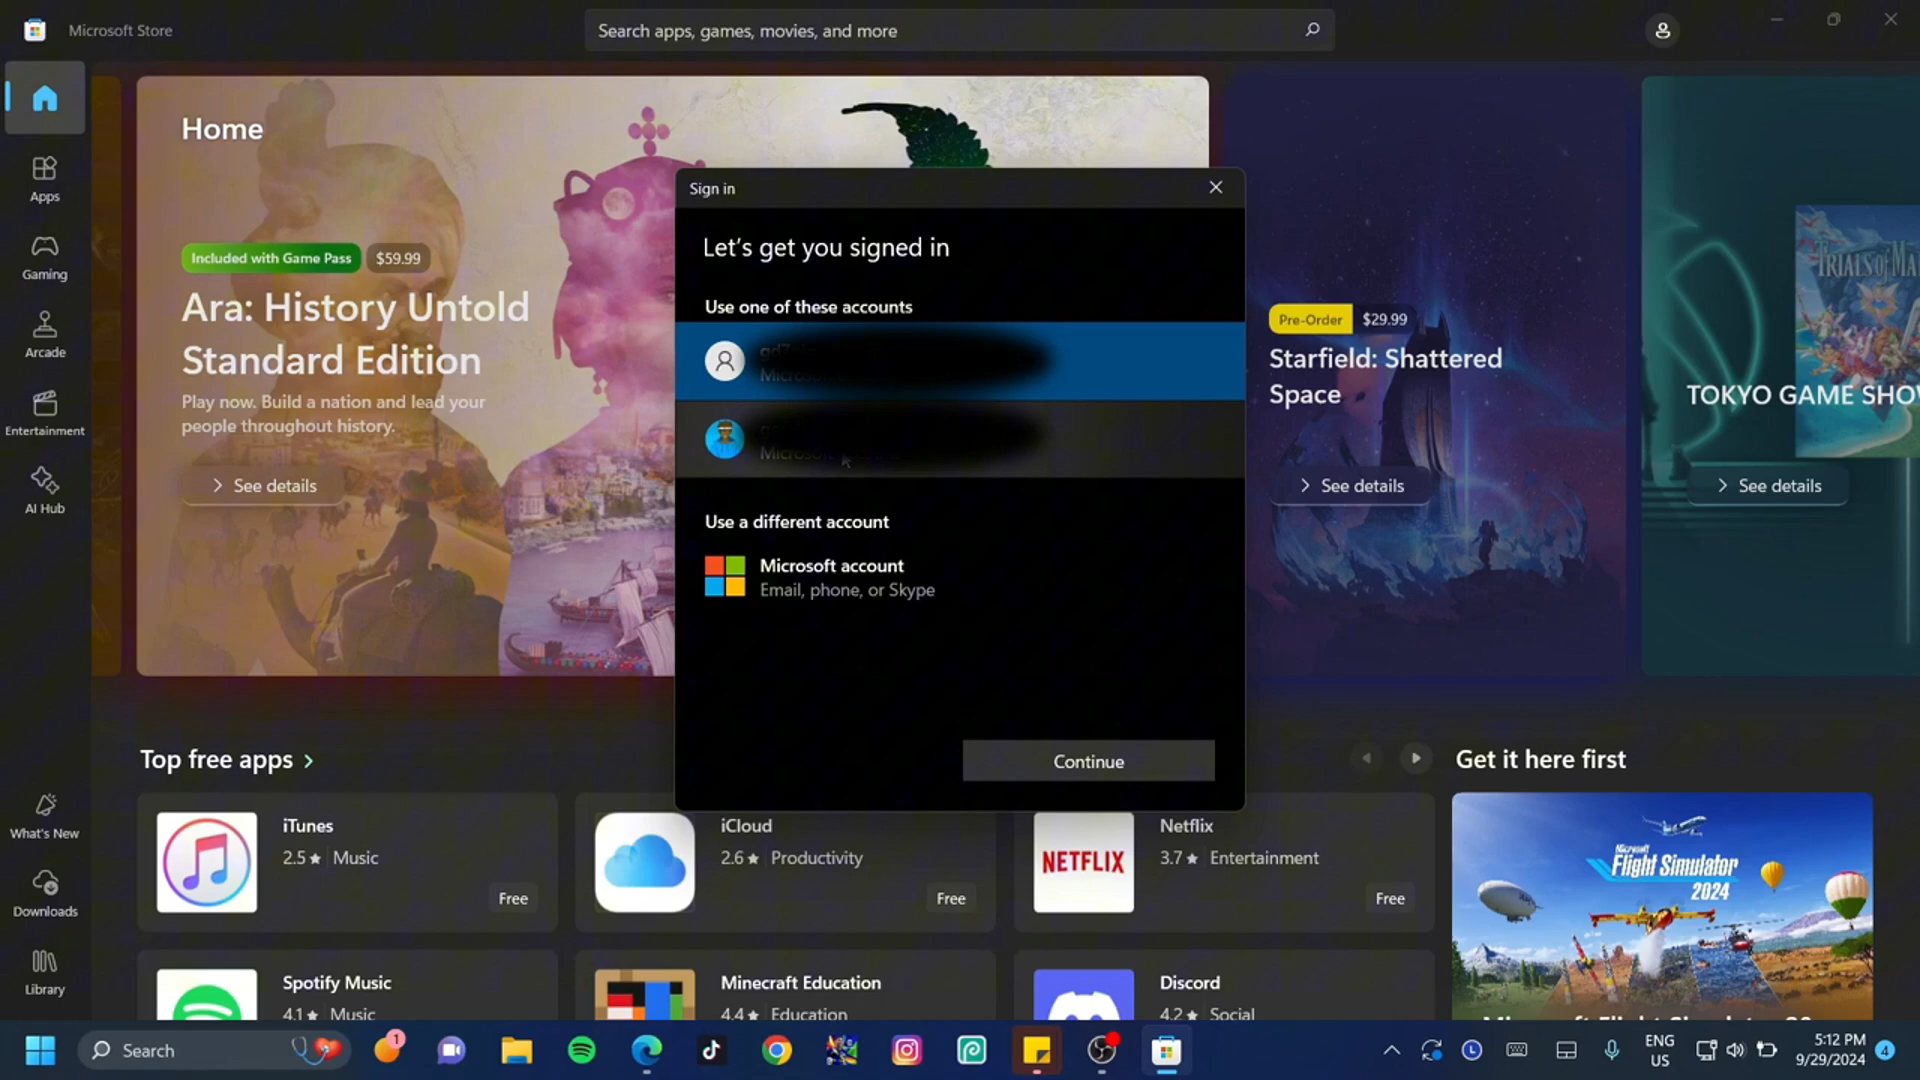 Microsoft Store
Search apps, games, movies, and more
Home
Apps
Gaming
Arcade
Entertainment
AI Hub
What's New
Downloads
Library
Included with Game Pass $59.99
Ara: History Untold
Standard Edition
Play now. Build a nation and lead your
people throughout history.
See details
Sign in
Let's get you signed in
Use one of these accounts
Use a different account
Microsoft account
Email, phone, or Skype
Continue
Pre-Order $29.99
Starfield: Shattered
Space
See details
TRIALS of
TOKYO GAME
See details
Top free apps
iTunes
2.5 ★ Music
Free
iCloud
2.6 ★ Productivity
Free
Netflix
3.7 ★ Entertainment
Free
NETFLIX
Spotify Music
4.1 ★ Music
Minecraft Education
4.4 ★ Education
Discord
4.2 ★ Social
Get it here first
Microsoft
Flight Simulator
2024
Search
1
ENG
US
5:12 PM
9/29/2024
4